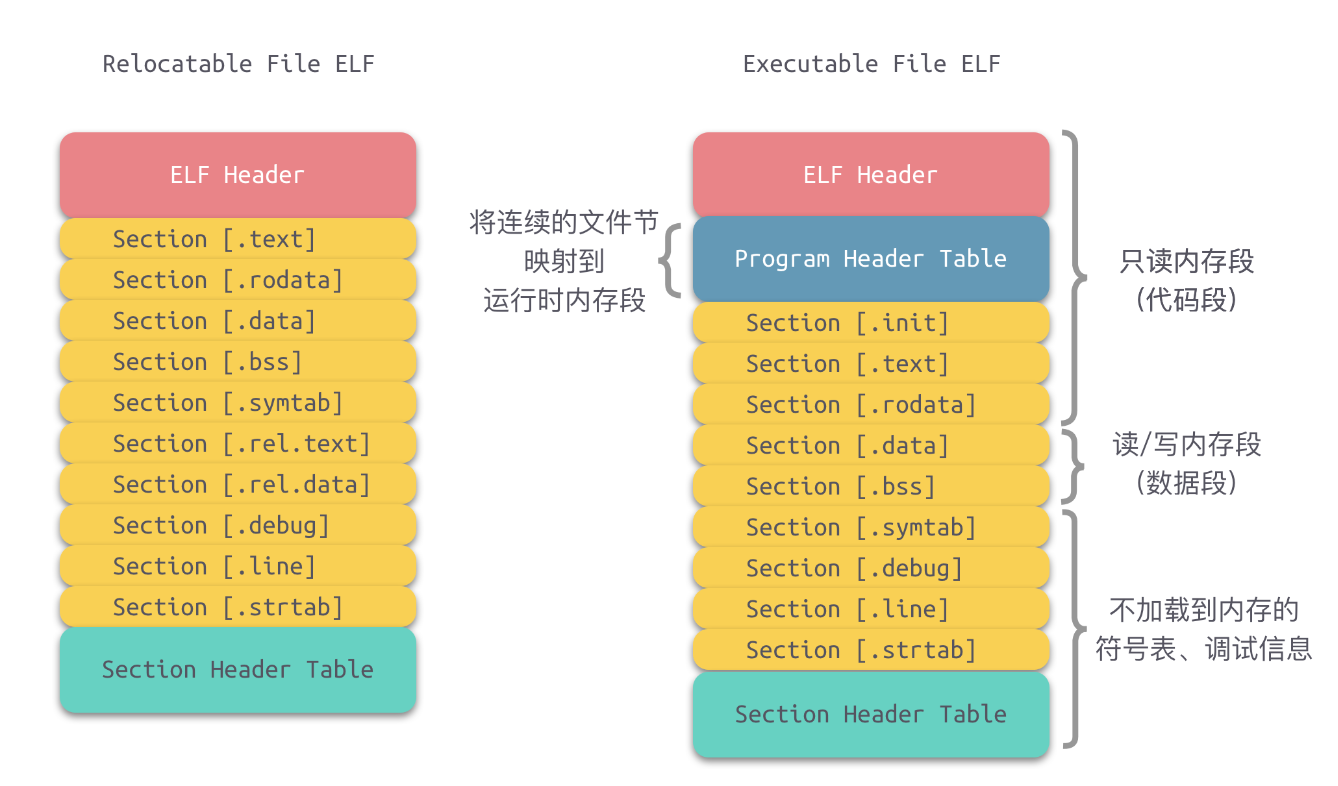 Relocatable File ELF
ELF Header
Section [.text]
Section [.rodata]
Section [.data]
Section [.bss]
Section [.symtab]
Section [.rel.text]
Section [.rel.data]
Section [.debug]
Section [.line]
Section [.strtab]
Section Header Table
将连续的文件节
映射到
运行时内存段
Executable File ELF
ELF Header
Program Header Table
Section [.init]
Section [.text]
Section [.rodata]
Section [.data]
Section [.bss]
Section [.symtab]
Section [.debug]
Section [.line]
Section [.strtab]
Section Header Table
只读内存段
（代码段）
读/写内存段
（数据段）
不加载到内存的
符号表、调试信息